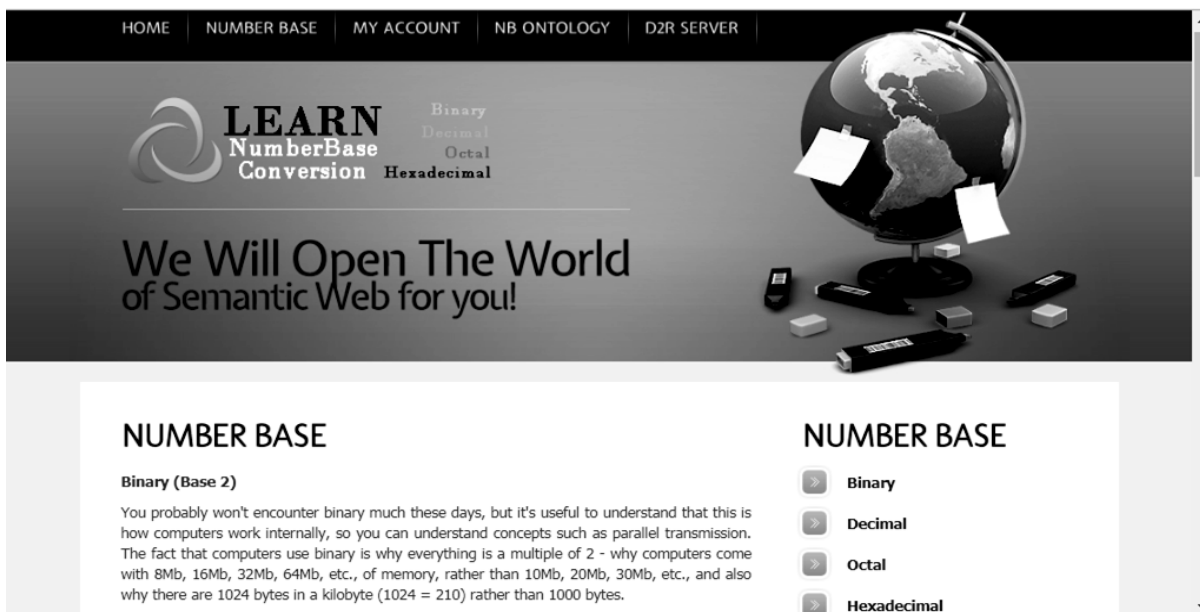 HOME NUMBER BASE MY ACCOUNT NB ONTOLOGY D2R SERVER
LEARN
NumberBase
Conversion
Binary
Decimal
Octal
Hexadecimal
We Will Open The World
of Semantic Web for you!
NUMBER BASE
Binary (Base 2)
You probably won't encounter binary much these days, but it's useful to understand that this is
how computers work internally, so you can understand concepts such as parallel transmission.
The fact that computers use binary is why everything is a multiple of 2 - why computers come
with 8Mb, 16Mb, 32Mb, 64Mb, etc., of memory, rather than 10Mb, 20Mb, 30Mb, etc., and also
why there are 1024 bytes in a kilobyte (1024 = 210) rather than 1000 bytes.
NUMBER BASE
Binary
Decimal
Octal
Hexadecimal